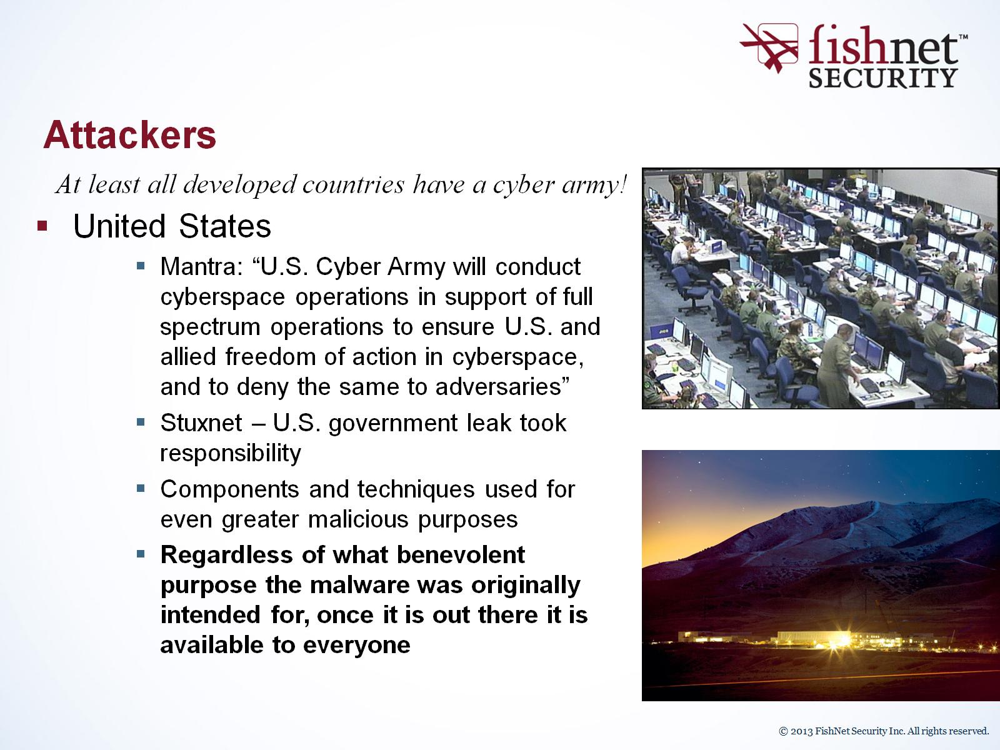 fishnet™
SECURITY
Attackers
At least all developed countries have a cyber army!
United States
Mantra: “U.S. Cyber Army will conduct
cyberspace operations in support of full
spectrum operations to ensure U.S. and
allied freedom of action in cyberspace,
and to deny the same to adversaries”
Stuxnet – U.S. government leak took
responsibility
Components and techniques used for
even greater malicious purposes
Regardless of what benevolent
purpose the malware was originally
intended for, once it is out there it is
available to everyone
© 2013 FishNet Security Inc. All rights reserved.